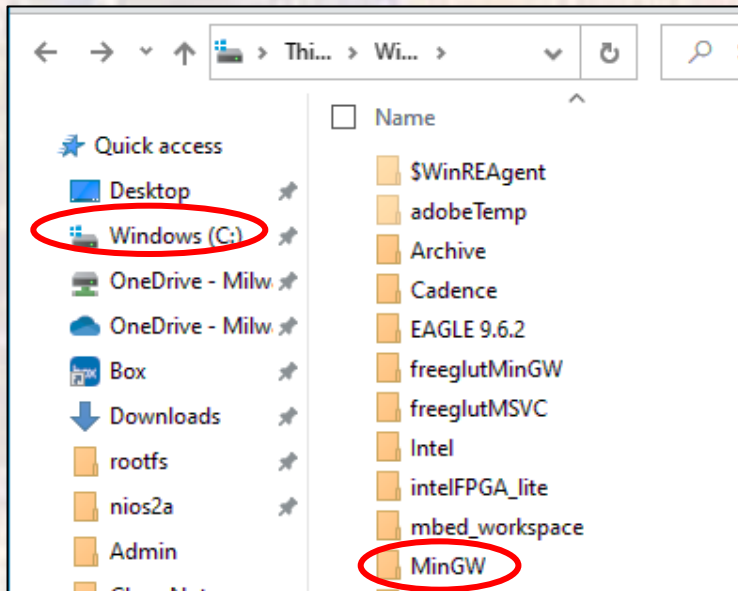 Thi... > Wi... >
Name
Quick access
Desktop
Windows (C:)
OneDrive - Milw
OneDrive - Milw
Box
Downloads
rootfs
nios2a
Admin
$WinREAgent
adobeTemp
Archive
Cadence
EAGLE 9.6.2
freeglutMinGW
freeglutMSVC
Intel
intelFPGA_lite
mbed_workspace
MinGW